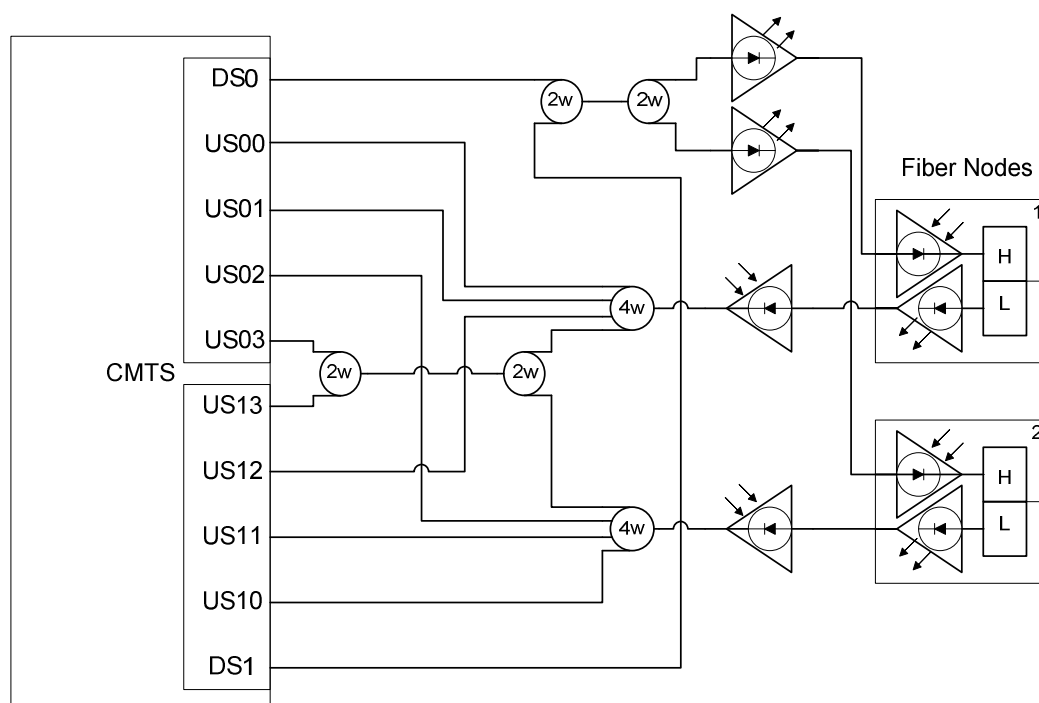 DS0
2w
2w
US00
Fiber Nodes
US01
1
H
US02
4w
L
US03
CMTS
2w
2w
US13
2
US12
H
4w
L
US11
US10
DS1